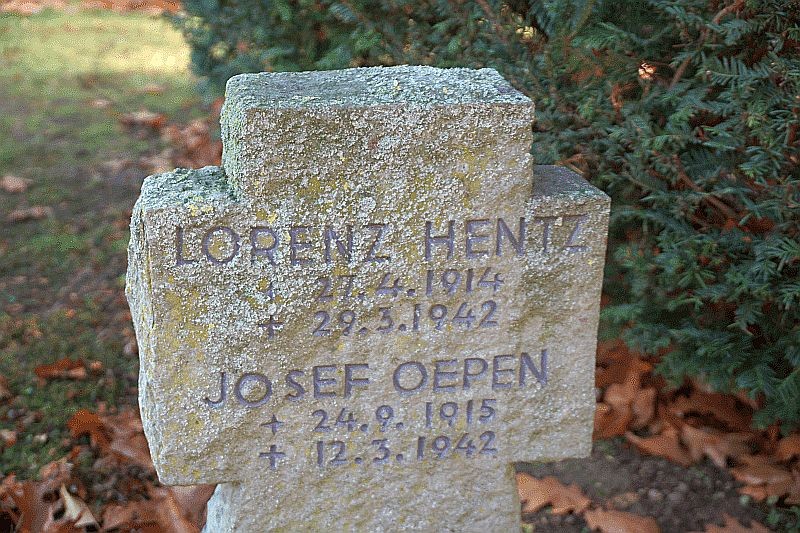 LORENZ HENTZ
+ 27.4.1914
+ 29.3.1942
JOSEF OEPEN
+ 24.9.1915
+ 12.3.1942